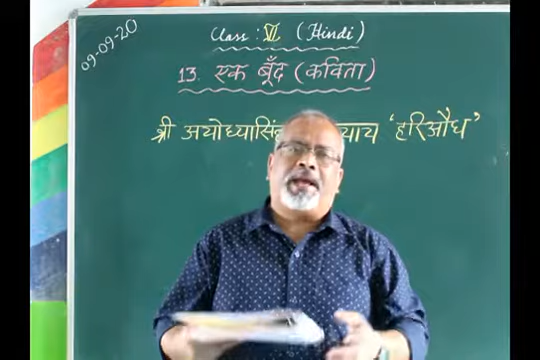 09-09-20
Class : VI (Hindi)
13. एक बूँद (कविता)
श्री अयोध्यासिं याय 'हरिऔध'